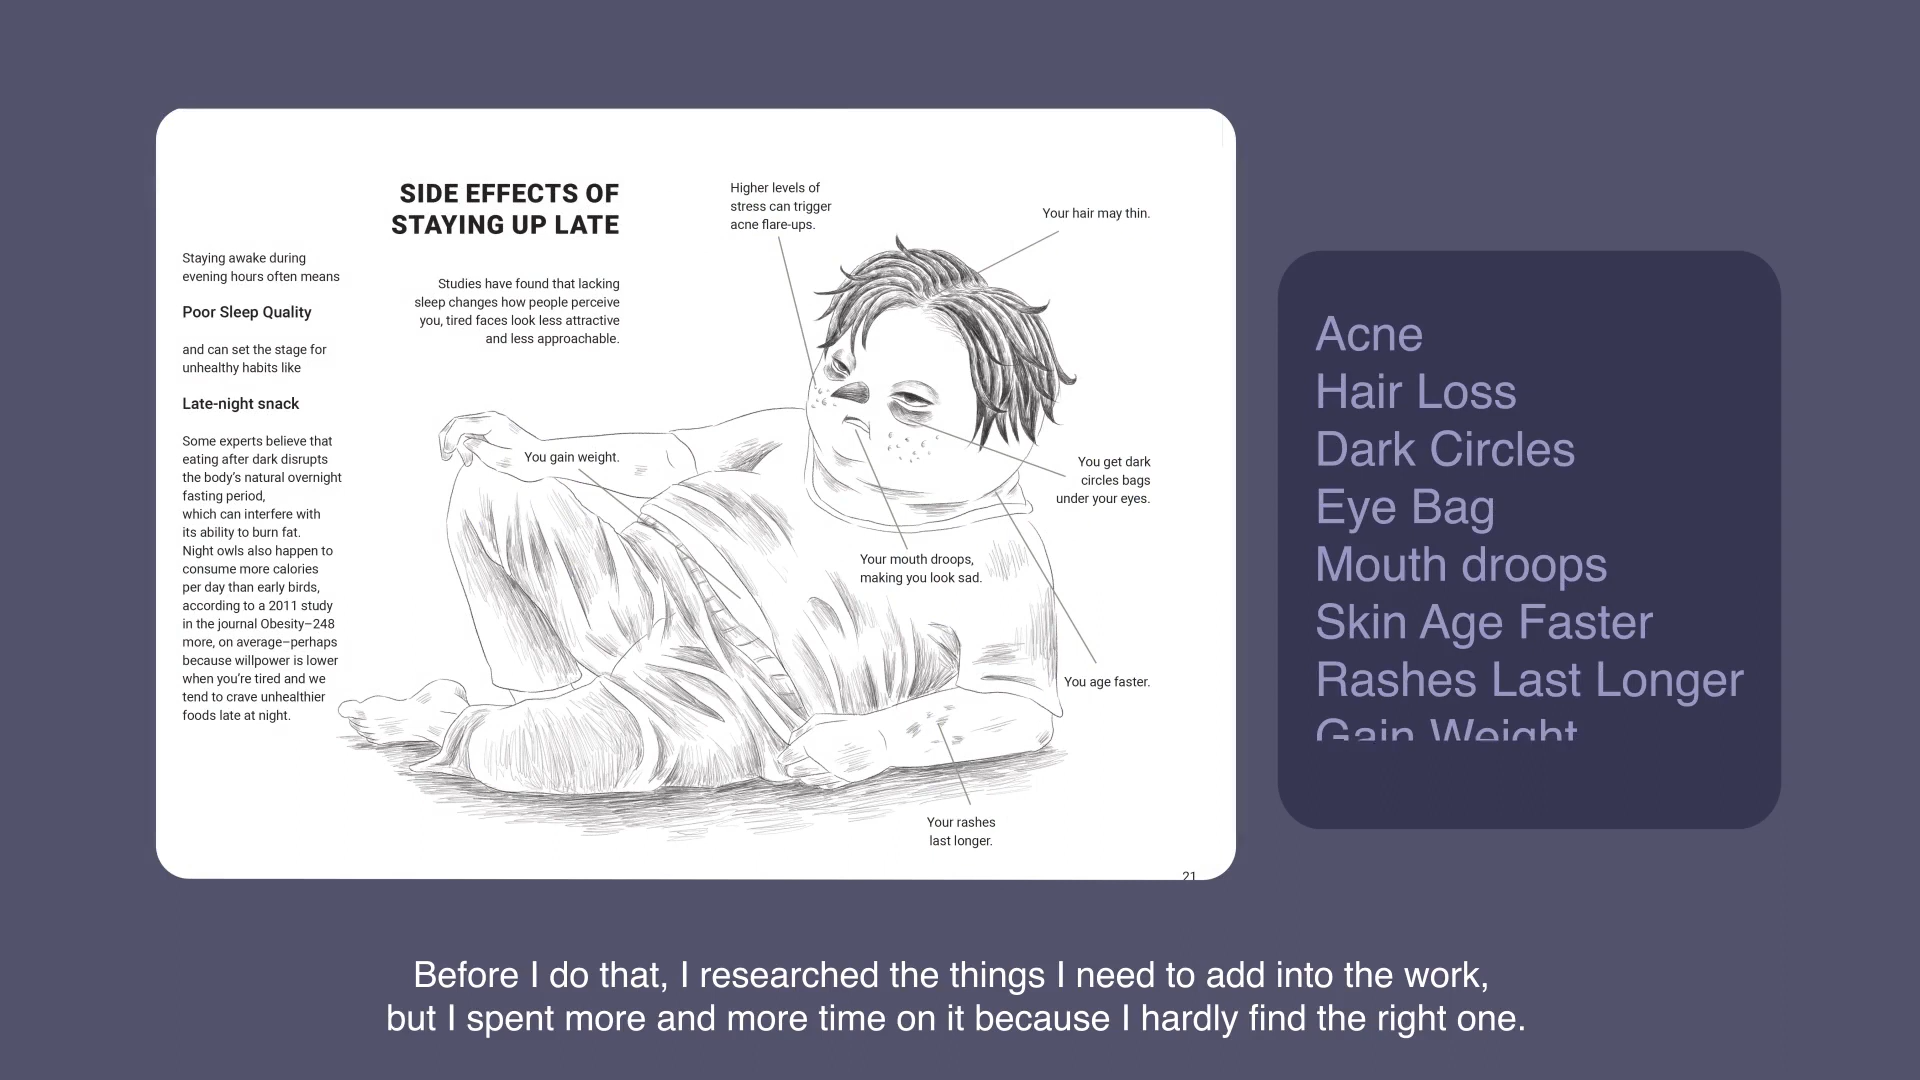 SIDE EFFECTS OF
STAYING UP LATE
Staying awake during
evening hours often means
Poor Sleep Quality
and can set the stage for
unhealthy habits like
Late-night snack
Some experts believe that
eating after dark disrupts
the body's natural overnight
fasting period,
which can interfere with
its ability to burn fat.
Night owls also happen to
consume more calories
per day than early birds,
according to a 2011 study
in the journal Obesity–248
more, on average–perhaps
because willpower is lower
when you're tired and we
tend to crave unhealthier
foods late at night.
Studies have found that lacking
sleep changes how people perceive
you, tired faces look less attractive
and less approachable.
Higher levels of
stress can trigger
acne flare-ups.
Your hair may thin.
You gain weight.
You get dark
circles bags
under your eyes.
Your mouth droops,
making you look sad.
You age faster.
Your rashes
last longer.
21
Acne
Hair Loss
Dark Circles
Eye Bag
Mouth droops
Skin Age Faster
Rashes Last Longer
Gain Weight
Before I do that, I researched the things I need to add into the work,
but I spent more and more time on it because I hardly find the right one.